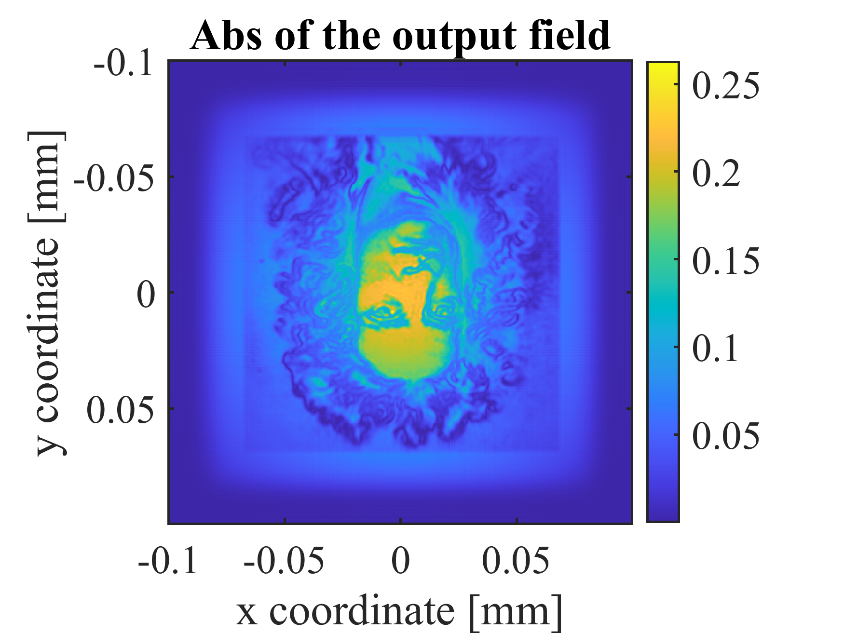 Abs of the output field
-0.1
-0.05
0
0.05
y coordinate [mm]
-0.1 -0.05 0 0.05
x coordinate [mm]
0.25
0.2
0.15
0.1
0.05